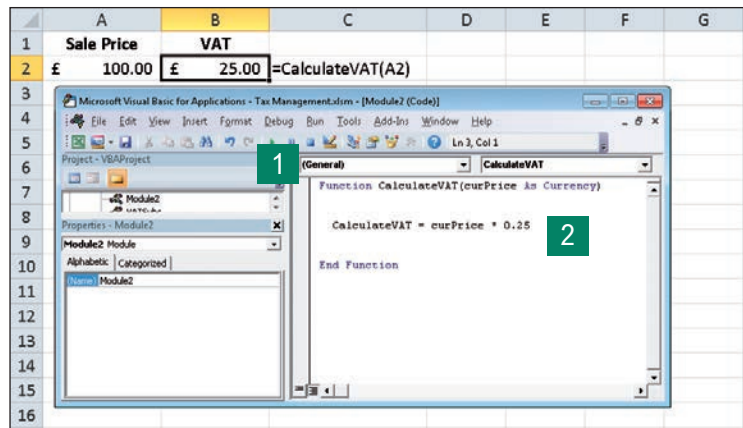 A B C D E F G
1 Sale Price VAT
2 £ 100.00 £ 25.00 =CalculateVAT(A2)
3
Microsoft Visual Basic for Applications - Tax Management.xlsm - [Module2 (Code)]
4
File Edit View Insert Format Debug Run Tools Add-Ins Window Help
5
Ln 3, Col 1
Project - VBAProject
1
6
(General) CalculateVAT
7
Function CalculateVAT(curPrice As Currency)
Module2
8
Properties - Module2
CalculateVAT = curPrice * 0.25
2
9
Module2 Module
10
Alphabetic Categorized
End Function
(Name) Module2
11
12
13
14
15
16